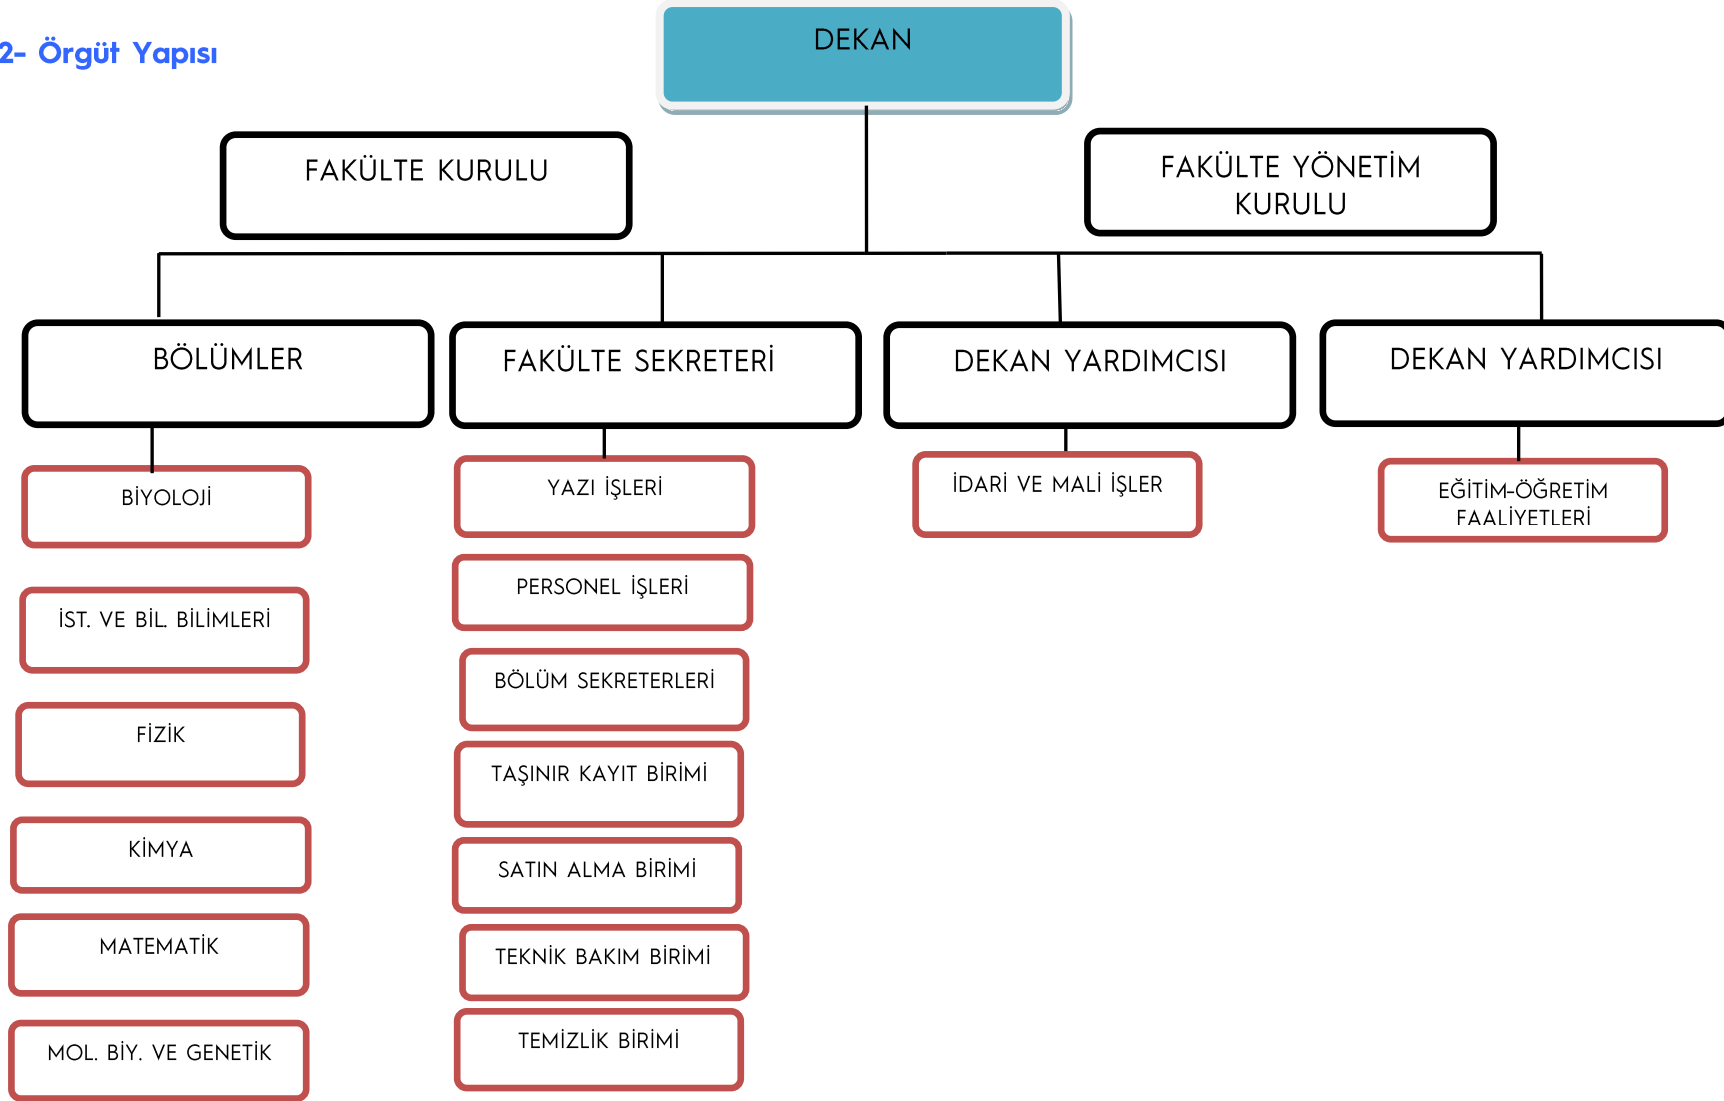 2- Örgüt Yapısı
DEKAN
FAKÜLTE KURULU
FAKÜLTE YÖNETİM
KURULU
BÖLÜMLER
FAKÜLTE SEKRETERİ
DEKAN YARDIMCISI
DEKAN YARDIMCISI
BİYOLOJİ
İST. VE BİL. BİLİMLERİ
FİZİK
KİMYA
MATEMATİK
MOL. BİY. VE GENETİK
YAZI İŞLERİ
PERSONEL İŞLERİ
BÖLÜM SEKRETERLERİ
TAŞINIR KAYIT BİRİMİ
SATIN ALMA BİRİMİ
TEKNİK BAKIM BİRİMİ
TEMİZLİK BİRİMİ
İDARİ VE MALİ İŞLER
EĞİTİM-ÖĞRETİM
FAALİYETLERİ